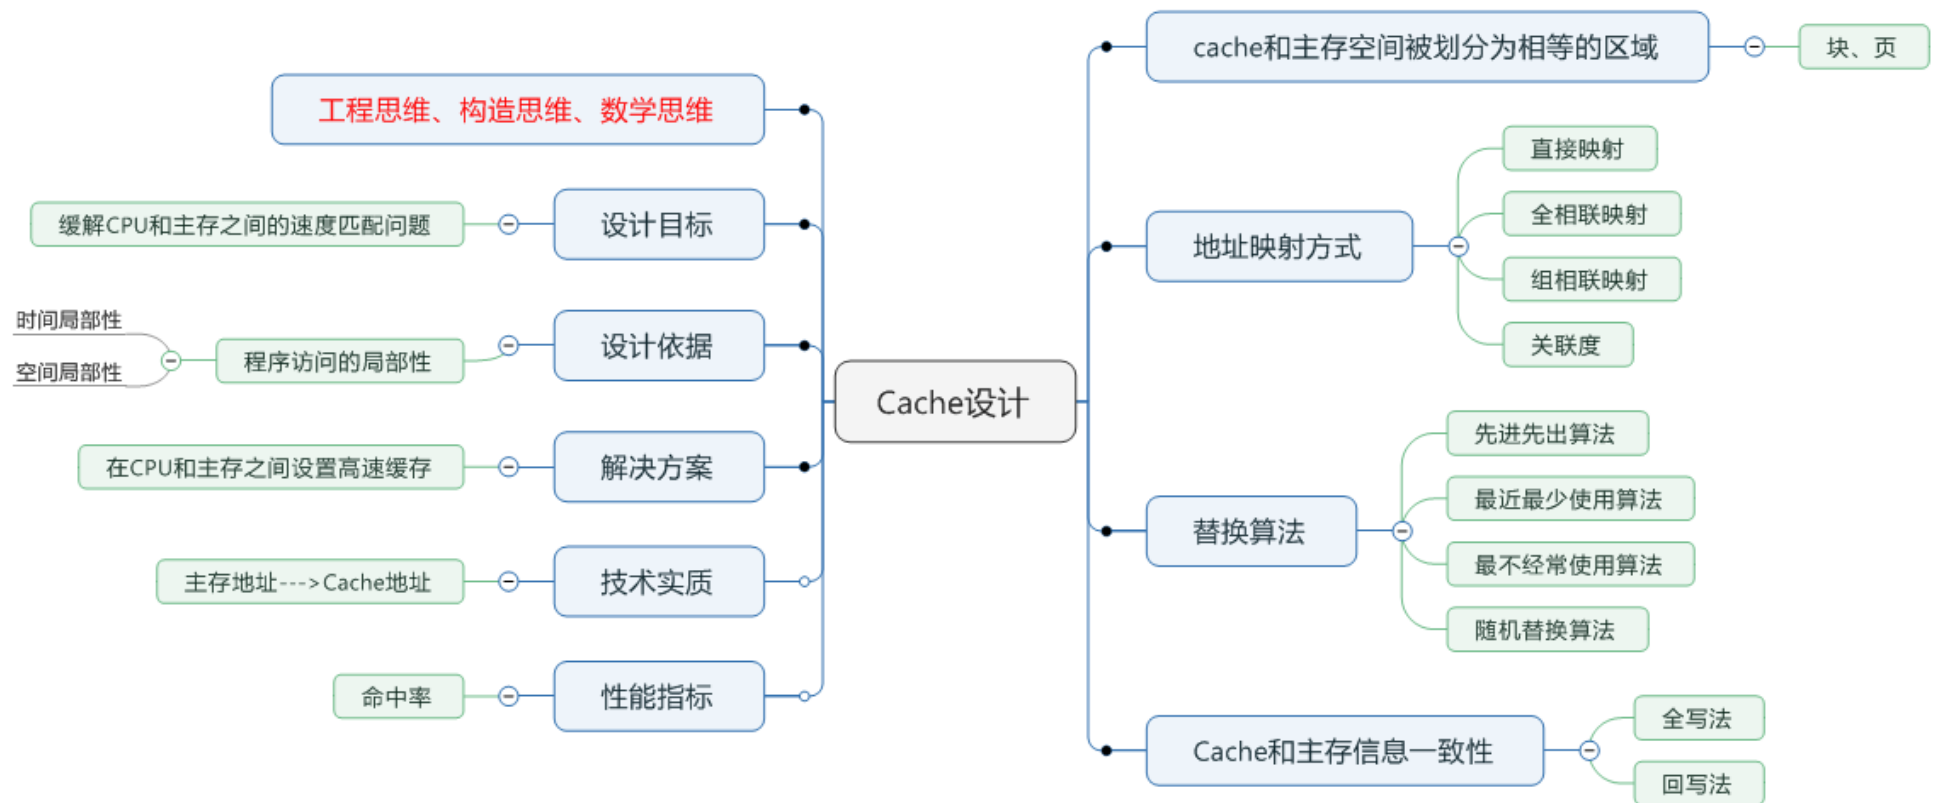 Cache设计
工程思维、构造思维、数学思维
设计目标
缓解CPU和主存之间的速度匹配问题
设计依据
程序访问的局部性
时间局部性
空间局部性
解决方案
在CPU和主存之间设置高速缓存
技术实质
主存地址--->Cache地址
性能指标
命中率
cache和主存空间被划分为相等的区域
块、页
地址映射方式
直接映射
全相联映射
组相联映射
关联度
替换算法
先进先出算法
最近最少使用算法
最不经常使用算法
随机替换算法
Cache和主存信息一致性
全写法
回写法